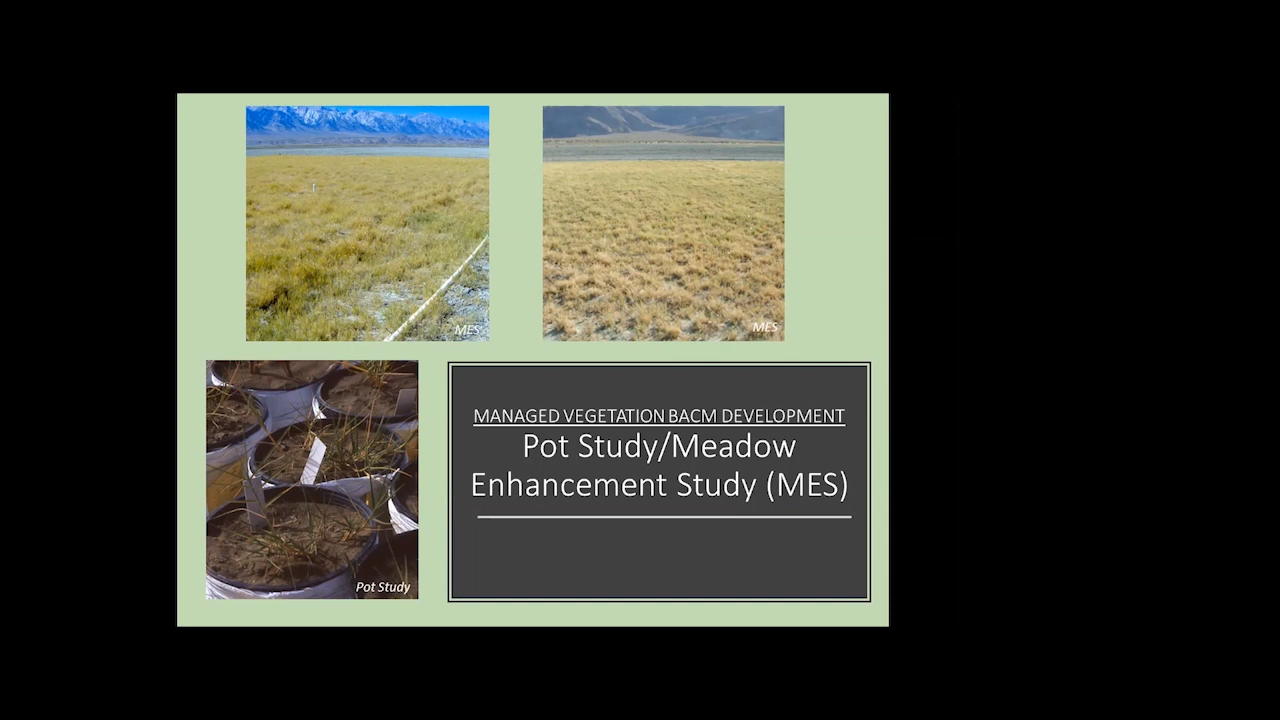 MES
MES
Pot Study
MANAGED VEGETATION BACM DEVELOPMENT
Pot Study/Meadow
Enhancement Study (MES)